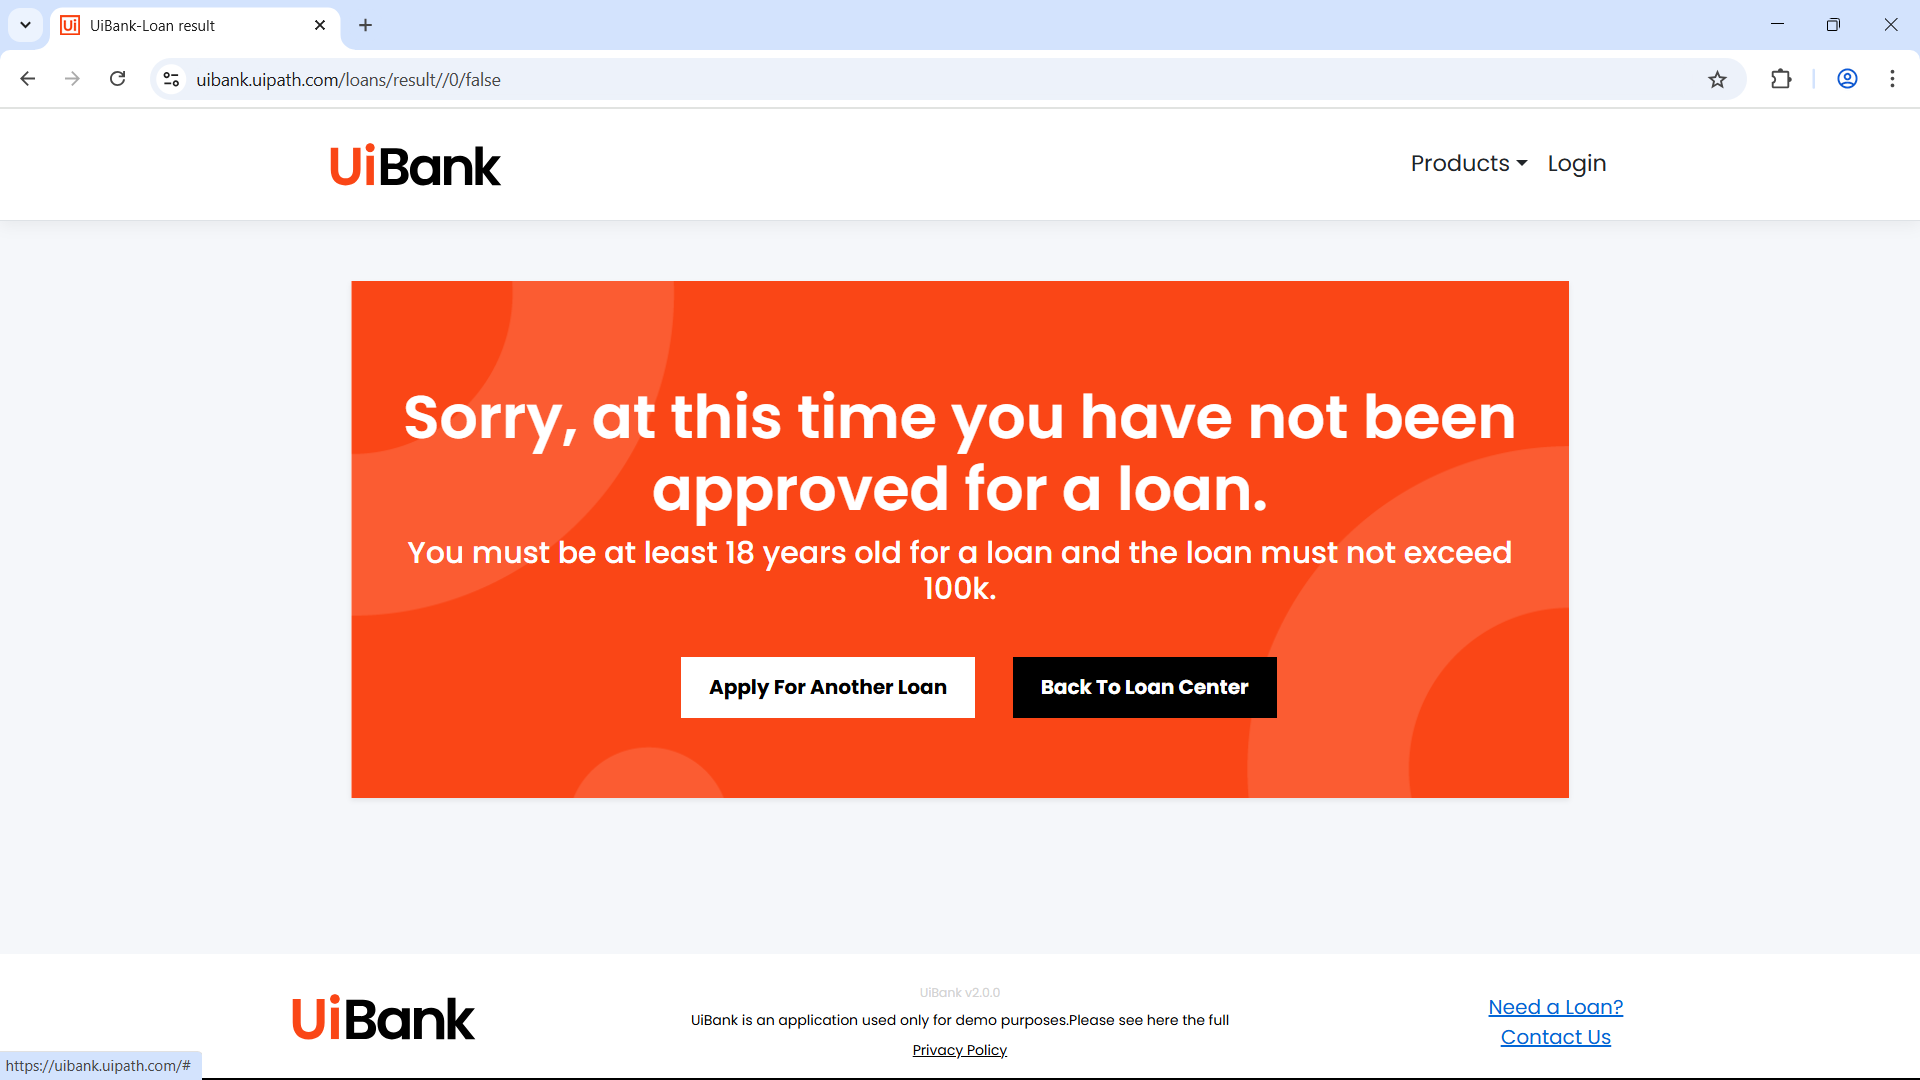 UiBank-Loan result
uibank.uipath.com/loans/result//0/false
UiBank
Products
Login
Sorry, at this time you have not been
approved for a loan.
You must be at least 18 years old for a loan and the loan must not exceed
100k.
Apply For Another Loan
Back To Loan Center
UiBank
UiBank v2.0.0
UiBank is an application used only for demo purposes.Please see here the full
Privacy Policy
Need a Loan?
Contact Us
https://uibank.uipath.com/#